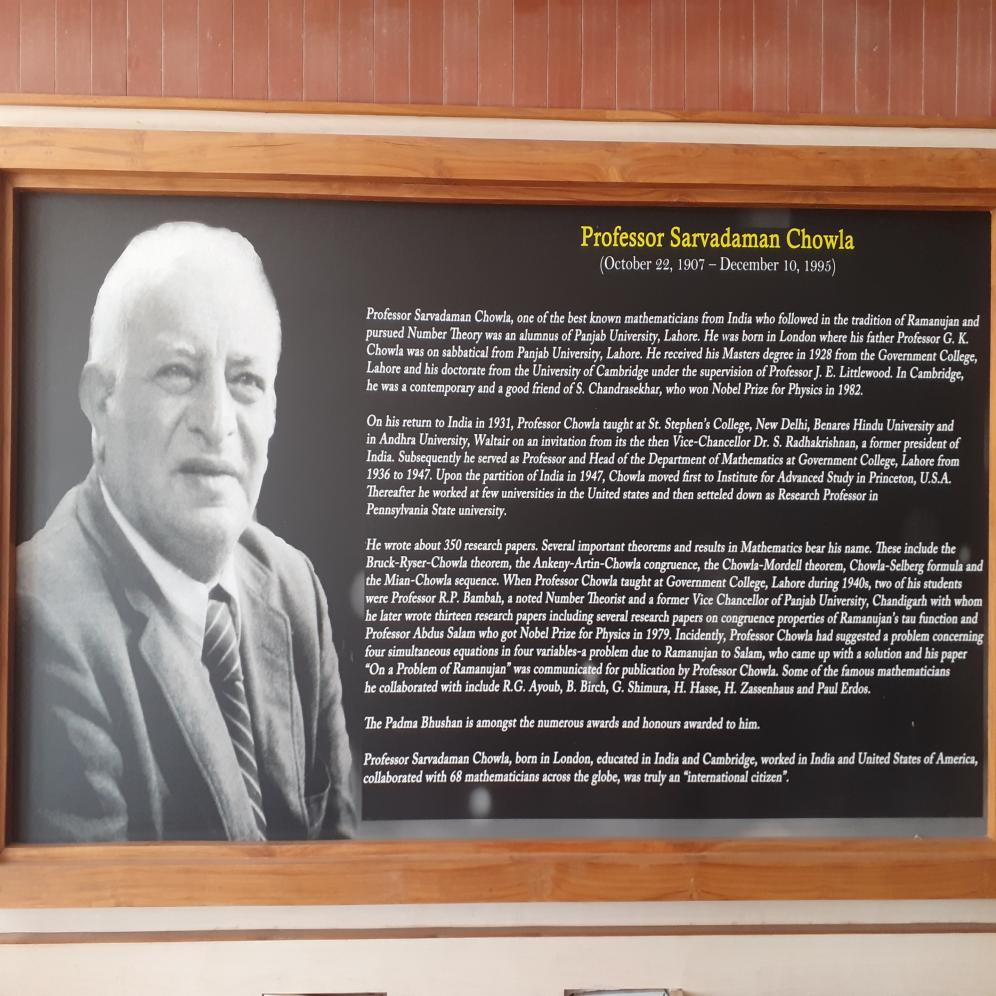 Professor Sarvadaman Chowla
(October 22, 1907 – December 10, 1995)
Professor Sarvadaman Chowla, one of the best known mathematicians from India who followed in the tradition of Ramanujan and
pursued Number Theory was an alumnus of Panjab University, Lahore. He was born in London where his father Professor G. K.
Chowla was on sabbatical from Panjab University, Lahore. He received his Masters degree in 1928 from the Government College,
Lahore and his doctorate from the University of Cambridge under the supervision of Professor J. E. Littlewood. In Cambridge,
he was a contemporary and a good friend of S. Chandrasekhar, who won Nobel Prize for Physics in 1982.
On his return to India in 1931, Professor Chowla taught at St. Stephen's College, New Delhi, Benares Hindu University and
in Andhra University, Waltair on an invitation from its the then Vice-Chancellor Dr. S. Radhakrishnan, a former president of
India. Subsequently he served as Professor and Head of the Department of Mathematics at Government College, Lahore from
1936 to 1947. Upon the partition of India in 1947, Chowla moved first to Institute for Advanced Study in Princeton, U.S.A.
Thereafter he worked at few universities in the United states and then setteled down as Research Professor in
Pennsylvania State university.
He wrote about 350 research papers. Several important theorems and results in Mathematics bear his name. These include the
Bruck-Ryser-Chowla theorem, the Ankeny-Artin-Chowla congruence, the Chowla-Mordell theorem, Chowla-Selberg formula and
the Mian-Chowla sequence. When Professor Chowla taught at Government College, Lahore during 1940s, two of his students
were Professor R.P. Bambah, a noted Number Theorist and a former Vice Chancellor of Panjab University, Chandigarh with whom
he later wrote thirteen research papers including several research papers on congruence properties of Ramanujan's tau function and
Professor Abdus Salam who got Nobel Prize for Physics in 1979. Incidently, Professor Chowla had suggested a problem concerning
four simultaneous equations in four variables-a problem due to Ramanujan to Salam, who came up with a solution and his paper
"On a Problem of Ramanujan" was communicated for publication by Professor Chowla. Some of the famous mathematicians
he collaborated with include R.G. Ayoub, B. Birch, G. Shimura, H. Hasse, H. Zassenhaus and Paul Erdos.
The Padma Bhushan is amongst the numerous awards and honours awarded to him.
Professor Sarvadaman Chowla, born in London, educated in India and Cambridge, worked in India and United States of America,
collaborated with 68 mathematicians across the globe, was truly an "international citizen".